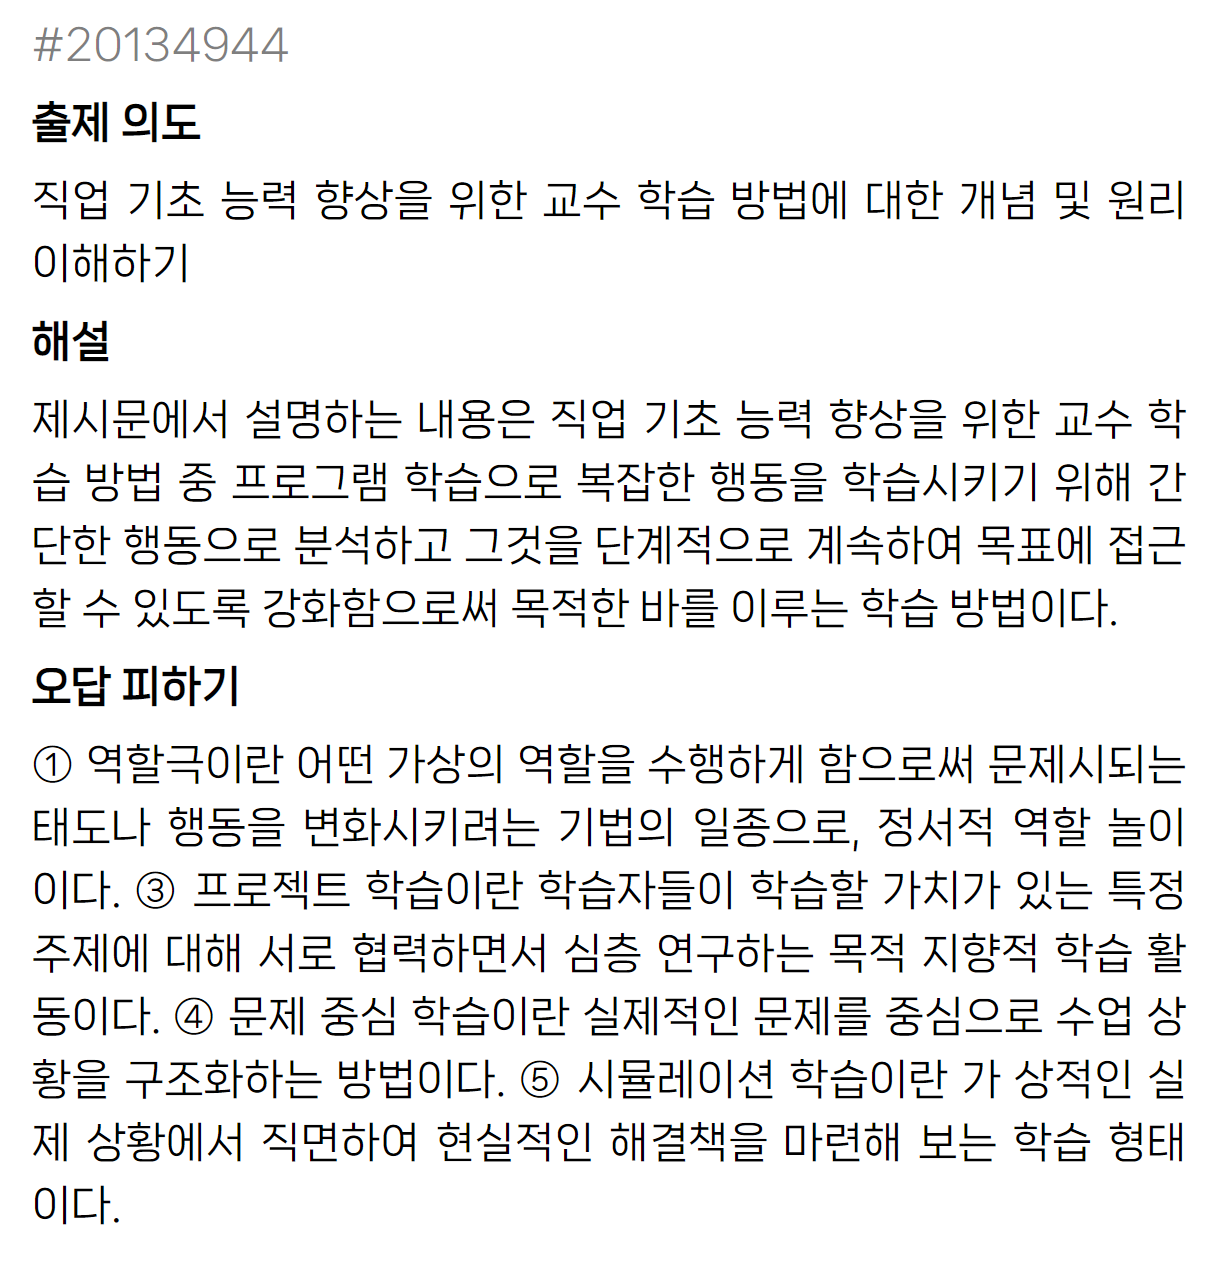 #20134944
출제 의도
직업 기초 능력 향상을 위한 교수 학습 방법에 대한 개념 및 원리
이해하기
해설
제시문에서 설명하는 내용은 직업 기초 능력 향상을 위한 교수 학
습 방법 중 프로그램 학습으로 복잡한 행동을 학습시키기 위해 간
단한 행동으로 분석하고 그것을 단계적으로 계속하여 목표에 접근
할 수 있도록 강화함으로써 목적한 바를 이루는 학습 방법이다.
오답 피하기
① 역할극이란 어떤 가상의 역할을 수행하게 함으로써 문제시되는
태도나 행동을 변화시키려는 기법의 일종으로, 정서적 역할 놀이
이다. ③ 프로젝트 학습이란 학습자들이 학습할 가치가 있는 특정
주제에 대해 서로 협력하면서 심층 연구하는 목적 지향적 학습 활
동이다. ④ 문제 중심 학습이란 실제적인 문제를 중심으로 수업 상
황을 구조화하는 방법이다. ⑤ 시뮬레이션 학습이란 가 상적인 실
제 상황에서 직면하여 현실적인 해결책을 마련해 보는 학습 형태
이다.